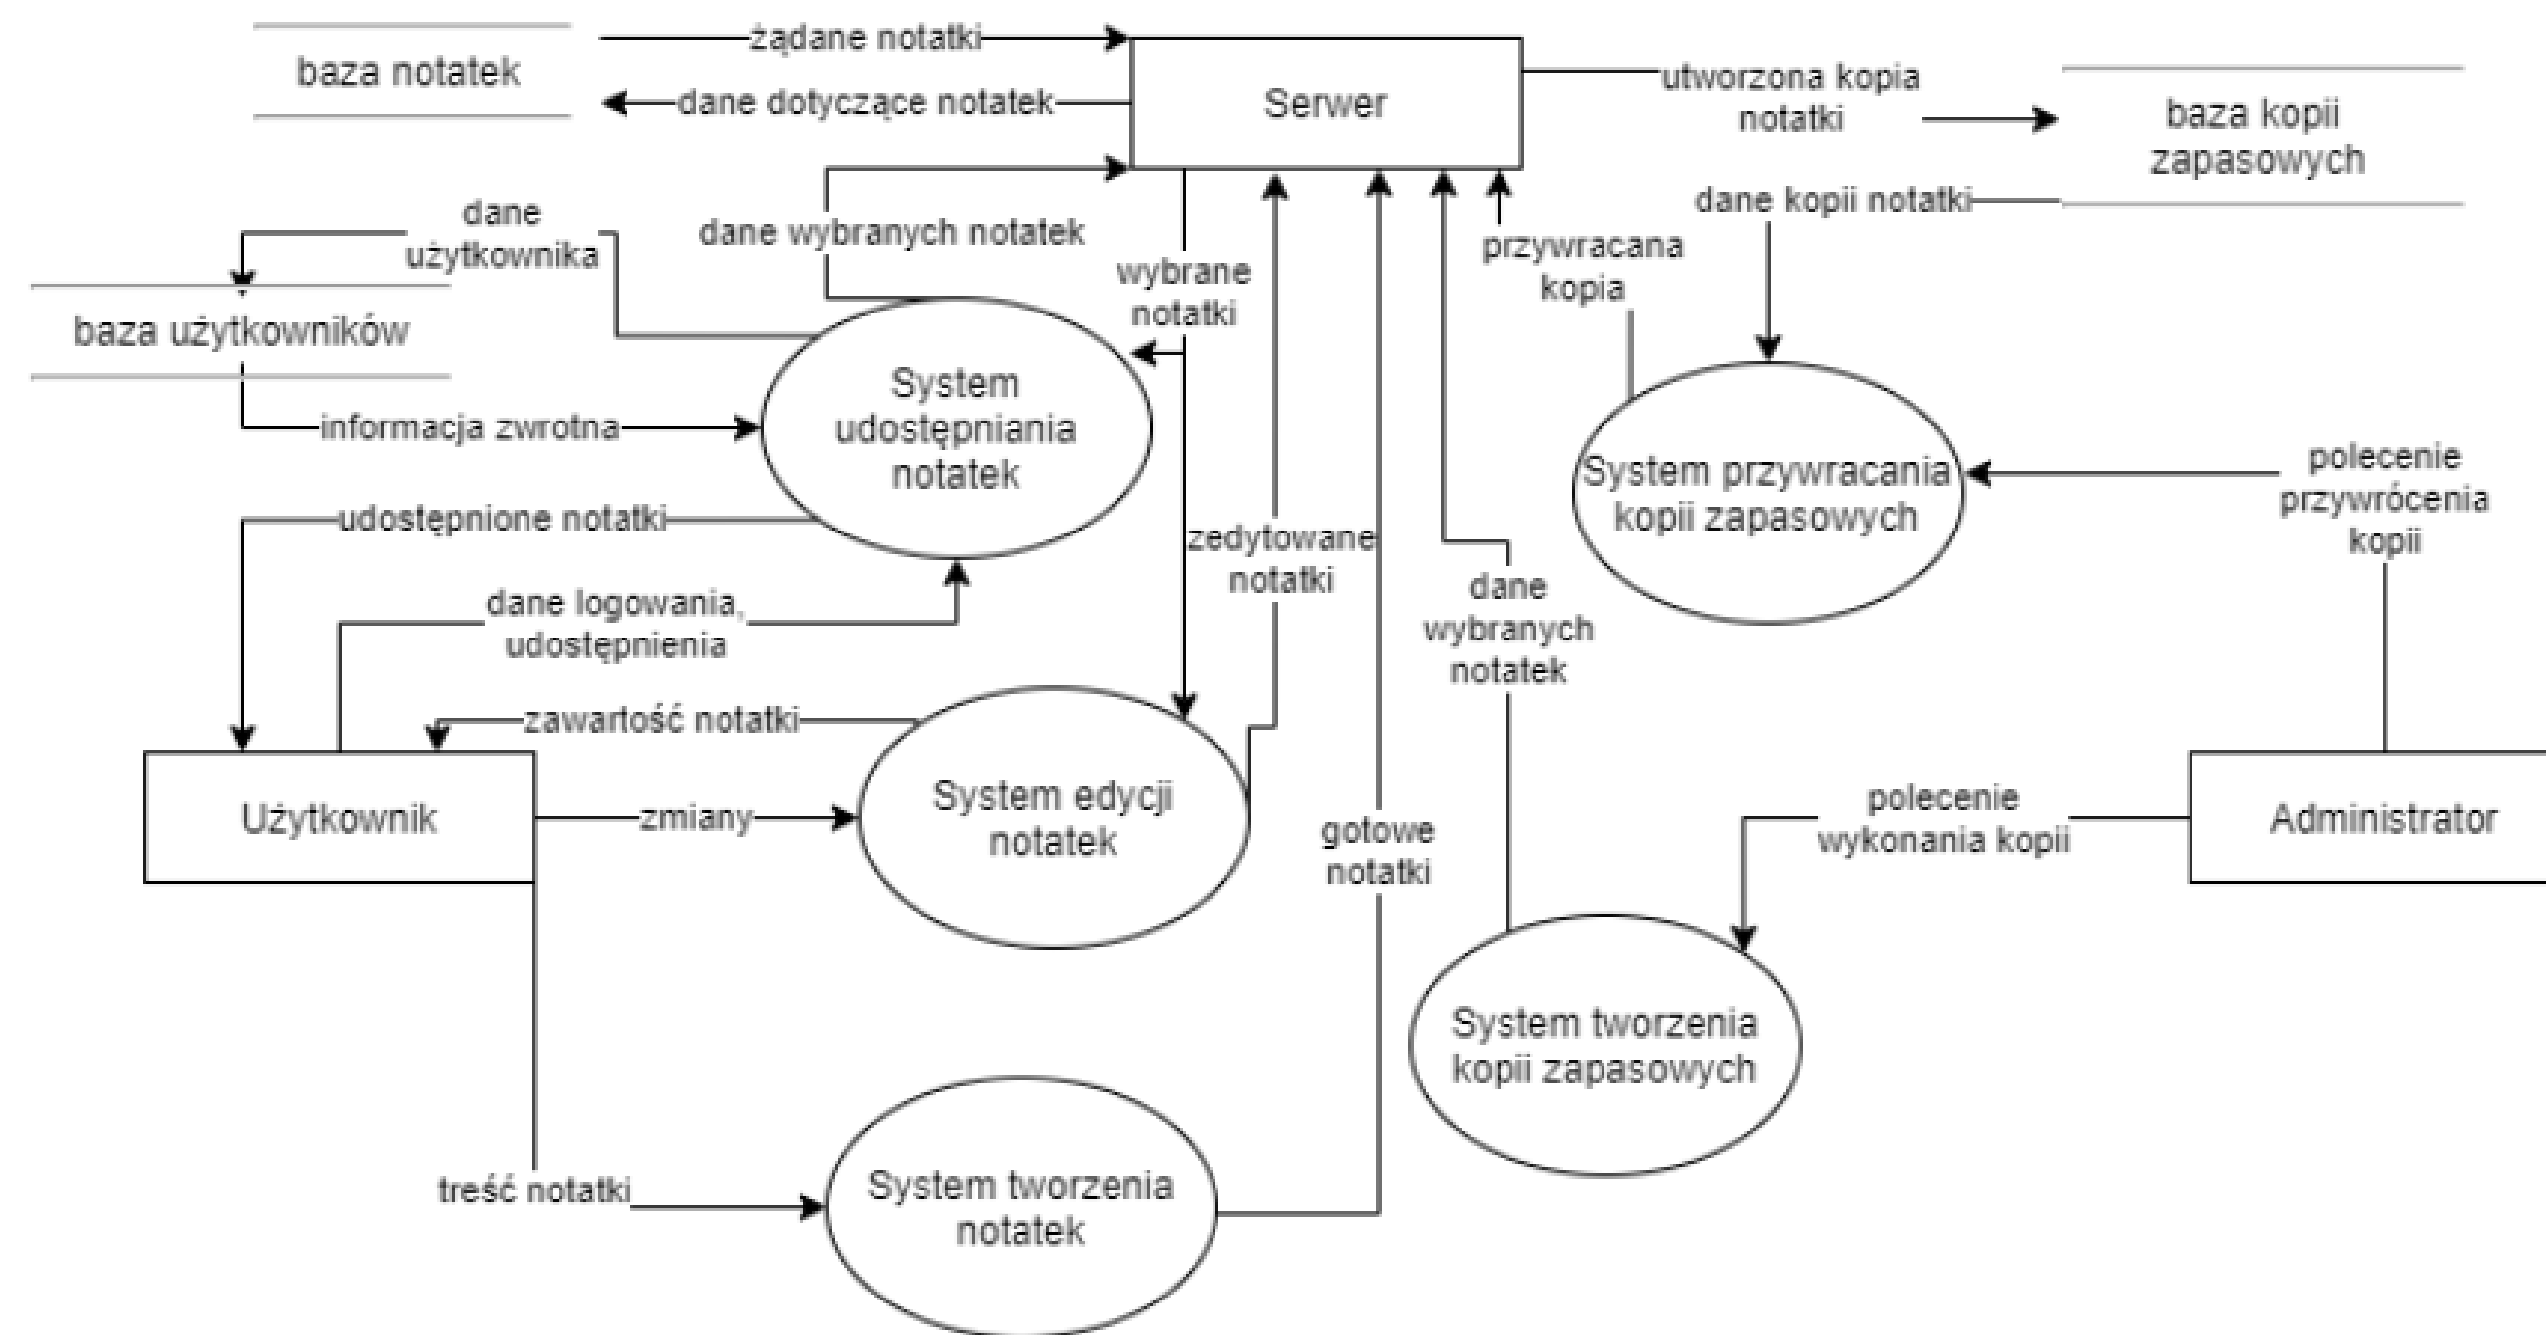 żądane notatki
baza notatek
dane dotyczące notatek
Serwer
utworzona kopia
notatki
baza kopii
zapasowych
dane kopii notatki
dane
użytkownika
dane wybranych notatek
przywracana
kopia
wybrane
notatki
baza użytkowników
informacja zwrotna
System
udostępniania
notatek
System przywracania
kopii zapasowych
polecenie
przywrócenia
kopii
udostępnione notatki
zedytowane
notatki
dane logowania,
udostępnienia
dane
wybranych
notatek
zawartość notatki
Użytkownik
zmiany
System edycji
notatek
gotowe
notatki
polecenie
wykonania kopii
Administrator
System tworzenia
kopii zapasowych
treść notatki
System tworzenia
notatek